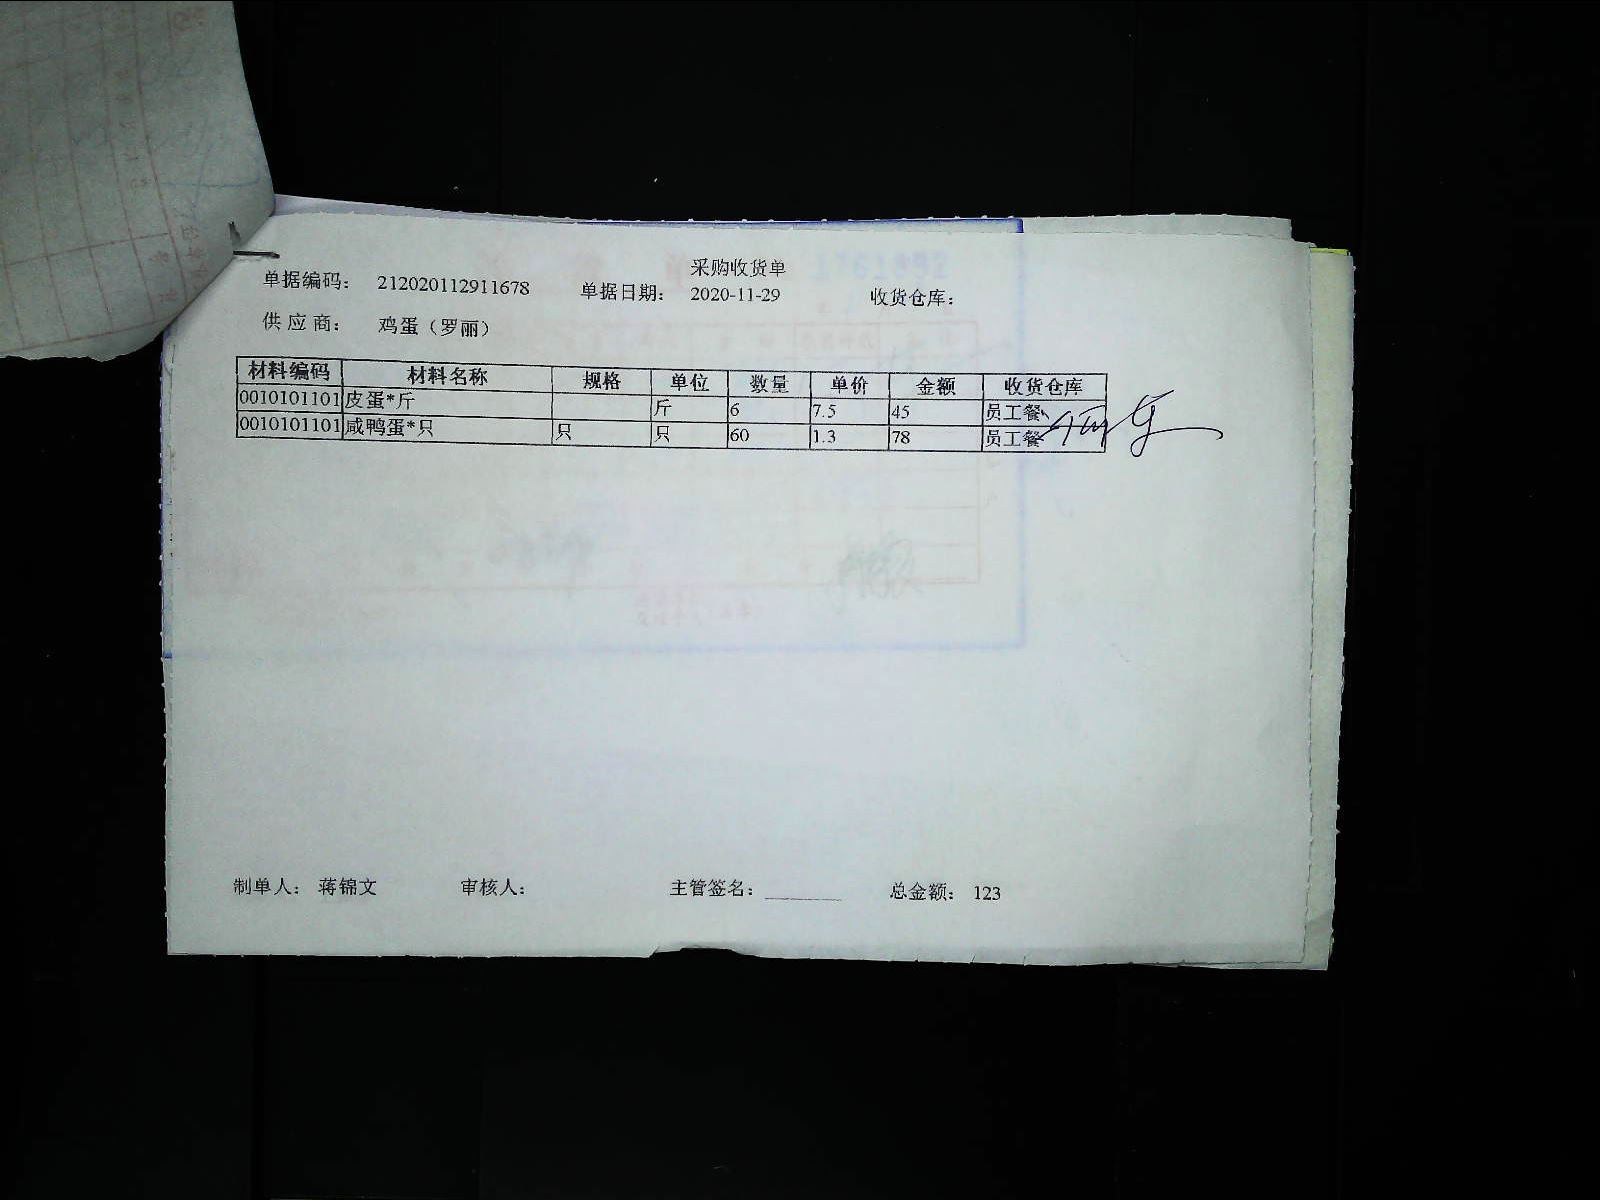 采购收货单
单据编码： 212020112911678 单据日期： 2020-11-29 收货仓库：
供应商： 鸡蛋（罗丽）
材料编码 材料名称 规格 单位 数量 单价 金额 收货仓库
0010101101 皮蛋*斤 斤 6 7.5 45 员工餐
0010101101 咸鸭蛋*只 只 只 60 1.3 78 员工餐
制单人： 蒋锦文 审核人： 主管签名：________ 总金额： 123